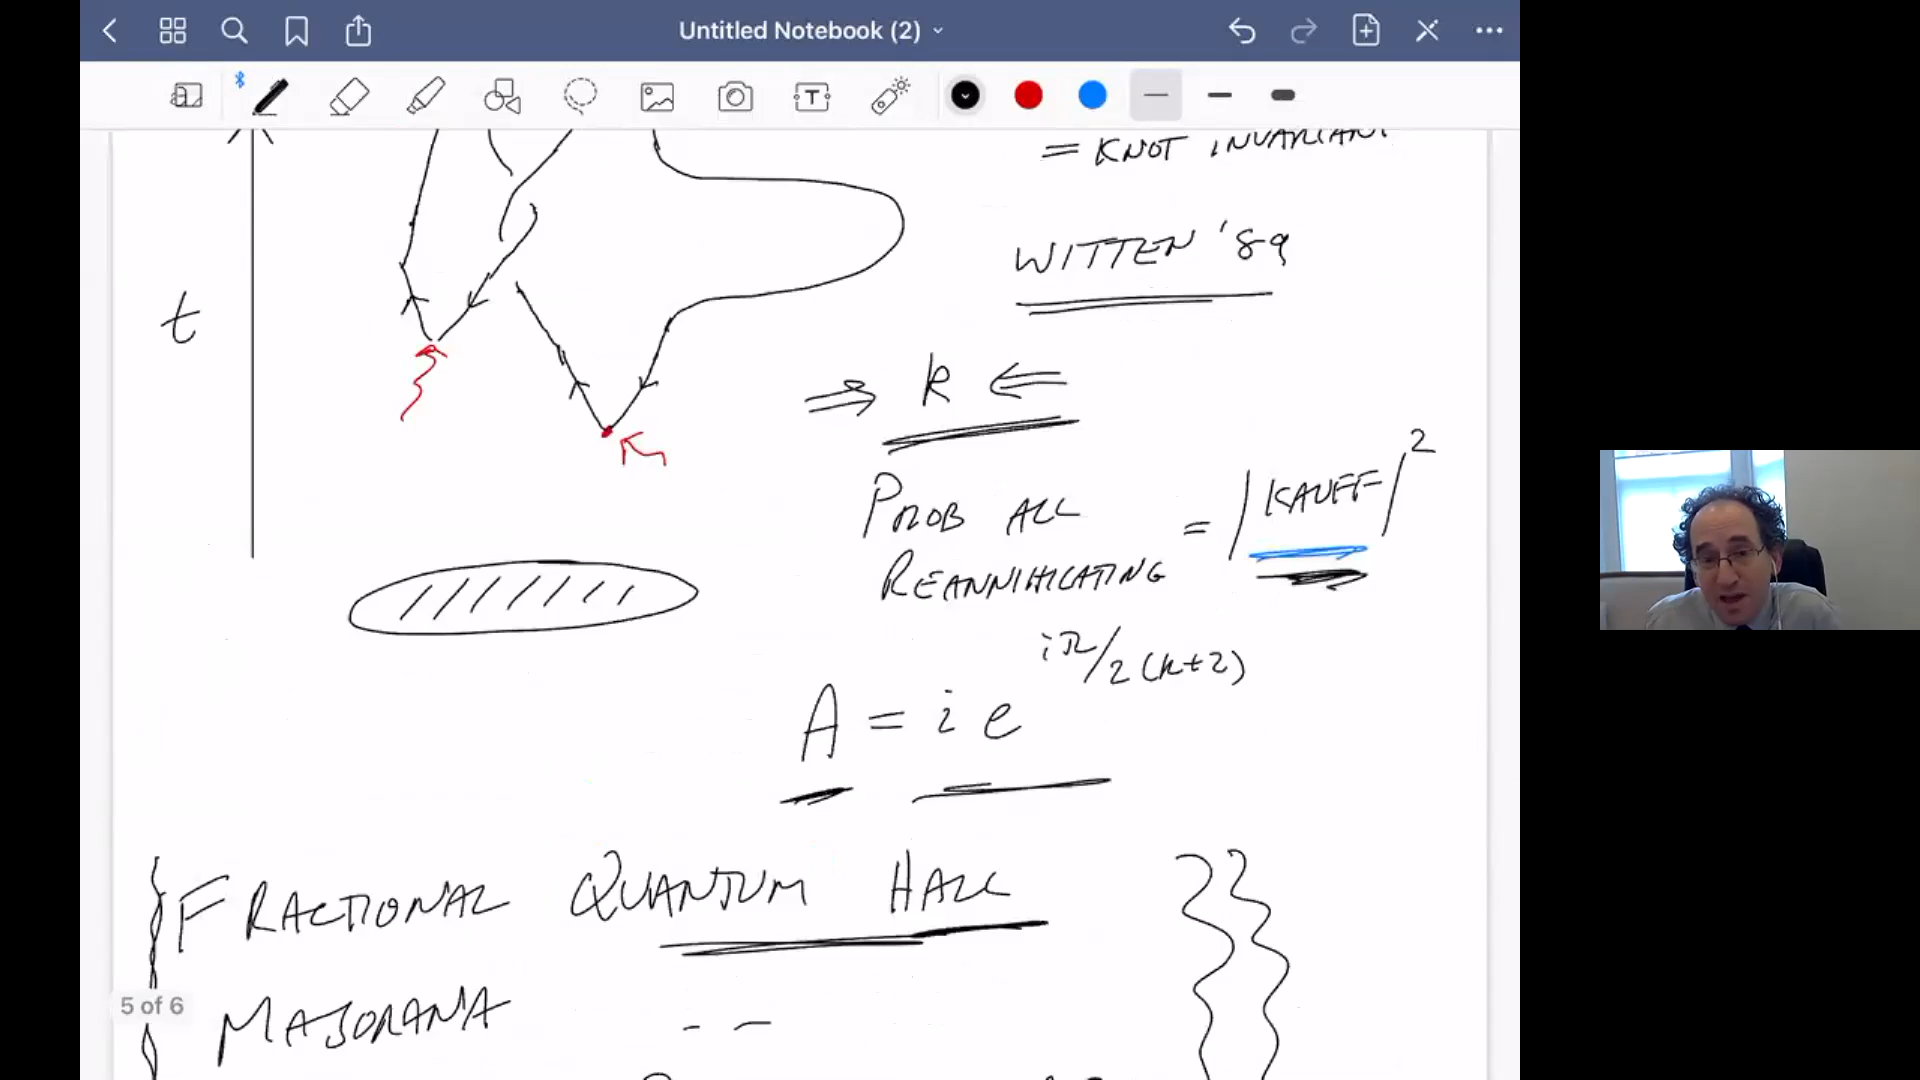 Untitled Notebook (2)
= KNOT INVARIANT
WITTEN '89
t
⇒ k ⇐
PROB ALL
REANNIHILATING = |KAUFF|²
A = i e^{iπ/2(k+2)}
FRACTIONAL QUANTUM HALL
5 of 6
MAJORANA --